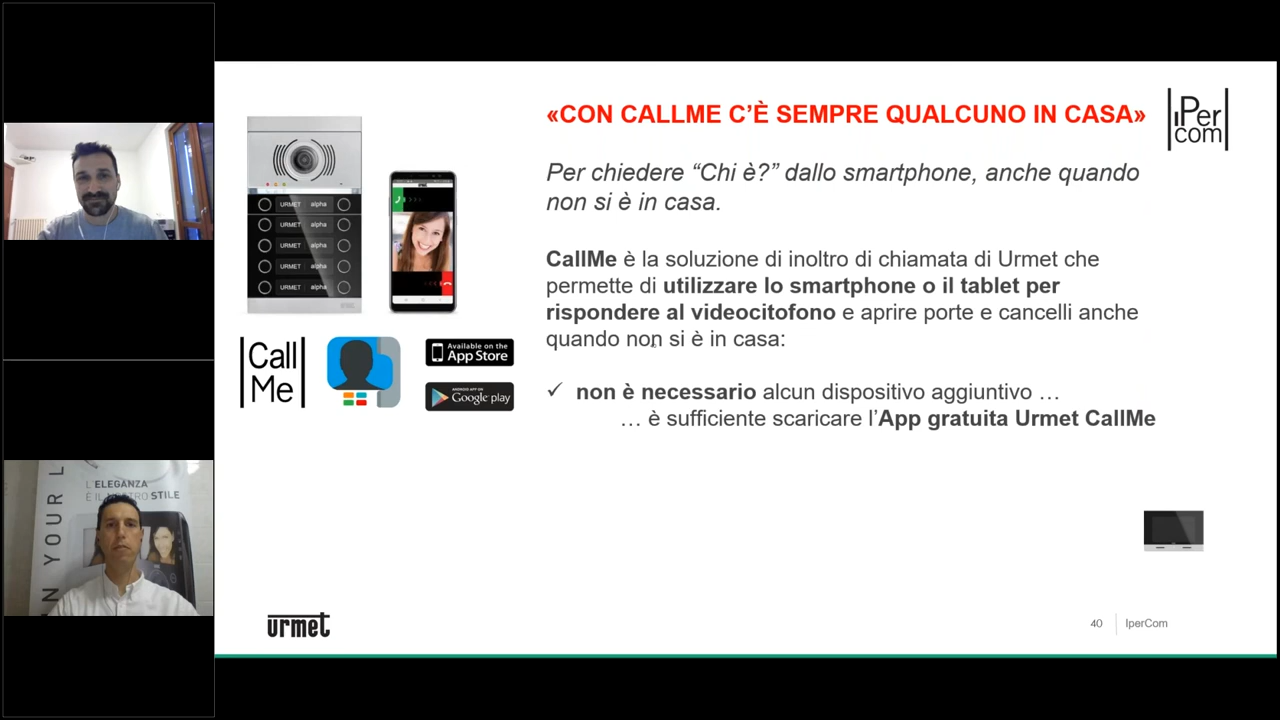 «CON CALLME C’È SEMPRE QUALCUNO IN CASA»
iPer
com
Per chiedere “Chi è?” dallo smartphone, anche quando
non si è in casa.
CallMe è la soluzione di inoltro di chiamata di Urmet che
permette di utilizzare lo smartphone o il tablet per
rispondere al videocitofono e aprire porte e cancelli anche
quando non si è in casa:
✓ non è necessario alcun dispositivo aggiuntivo …
… è sufficiente scaricare l’App gratuita Urmet CallMe
URMET alpha
URMET alpha
URMET alpha
URMET alpha
URMET alpha
Call
Me
Available on the
App Store
ANDROID APP ON
Google play
L'ELEGANZA
È IL NOSTRO STILE
YOUR L
urmet
40
IperCom